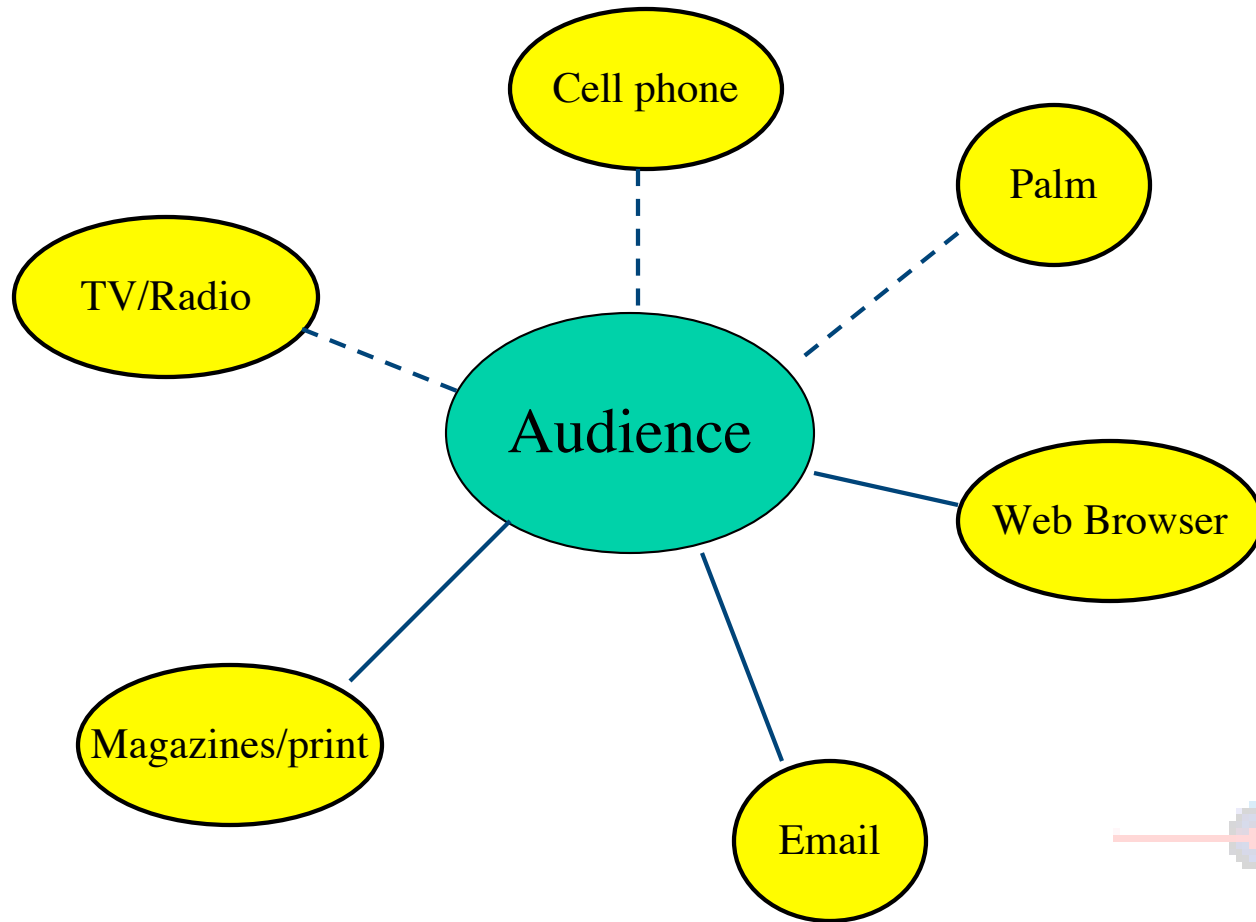 Cell phone
Palm
TV/Radio
Audience
Web Browser
Magazines/print
Email